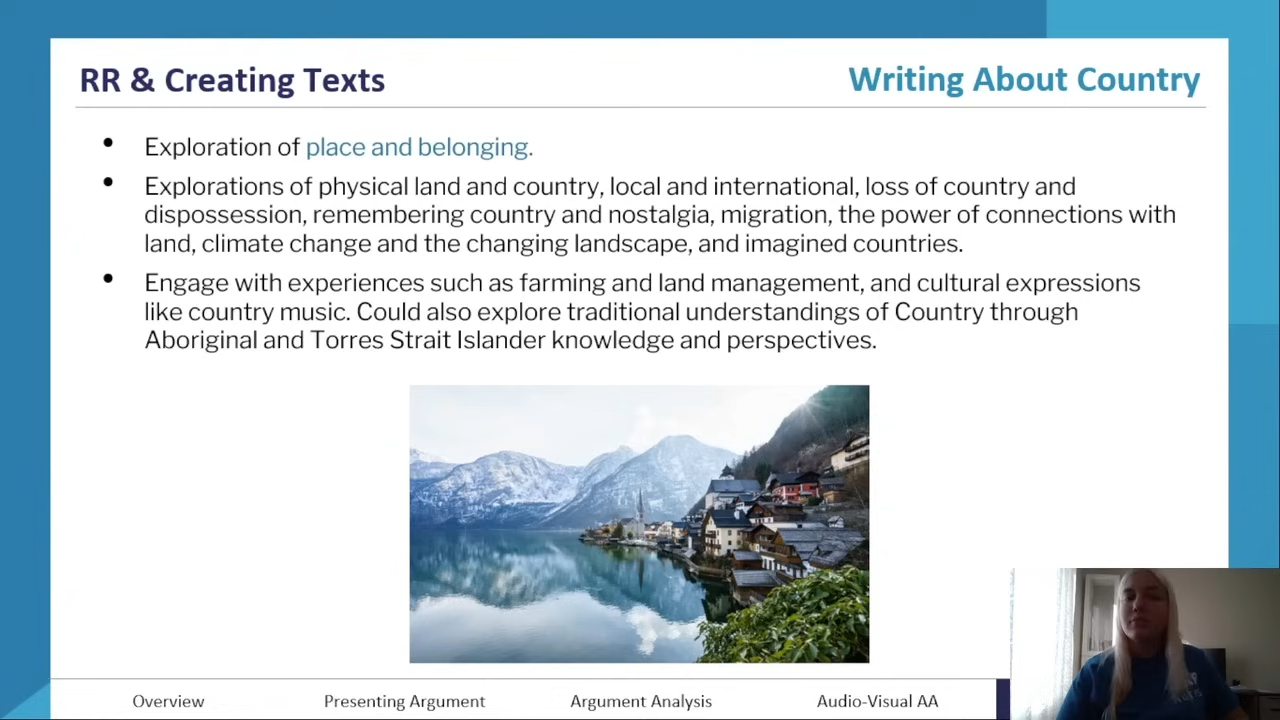 RR & Creating Texts
Writing About Country
• Exploration of place and belonging.
• Explorations of physical land and country, local and international, loss of country and
dispossession, remembering country and nostalgia, migration, the power of connections with
land, climate change and the changing landscape, and imagined countries.
• Engage with experiences such as farming and land management, and cultural expressions
like country music. Could also explore traditional understandings of Country through
Aboriginal and Torres Strait Islander knowledge and perspectives.
Overview
Presenting Argument
Argument Analysis
Audio-Visual AA